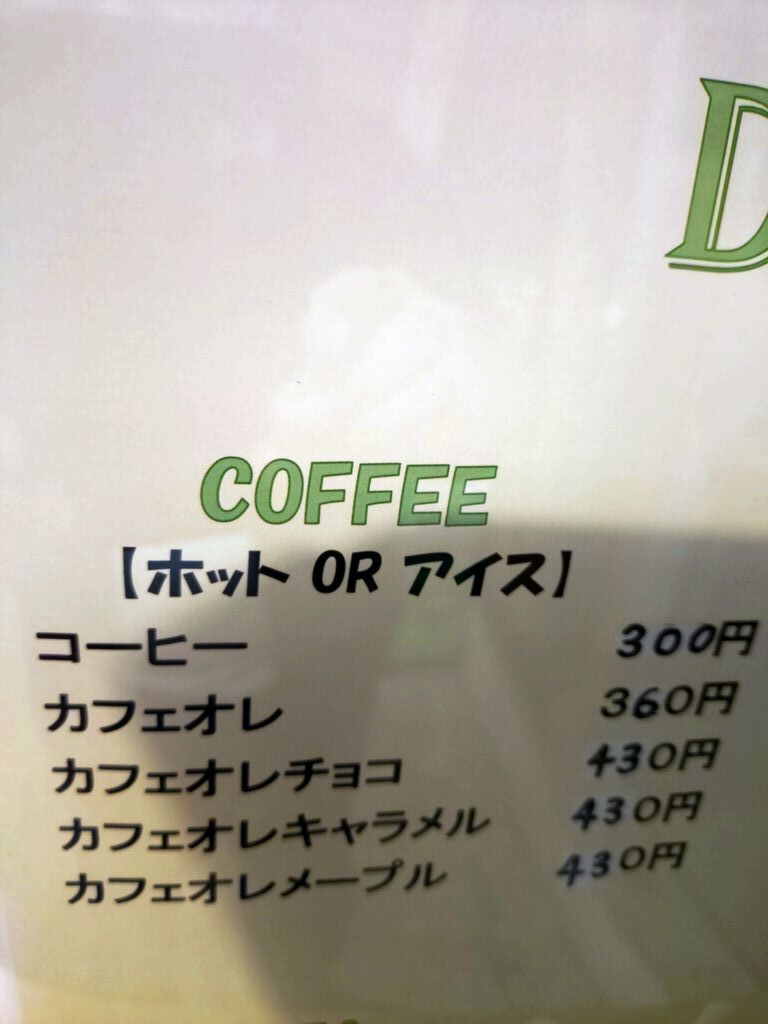 D
COFFEE
【ホット OR アイス】
コーヒー 300円
カフェオレ 360円
カフェオレチョコ 430円
カフェオレキャラメル 430円
カフェオレメープル 430円